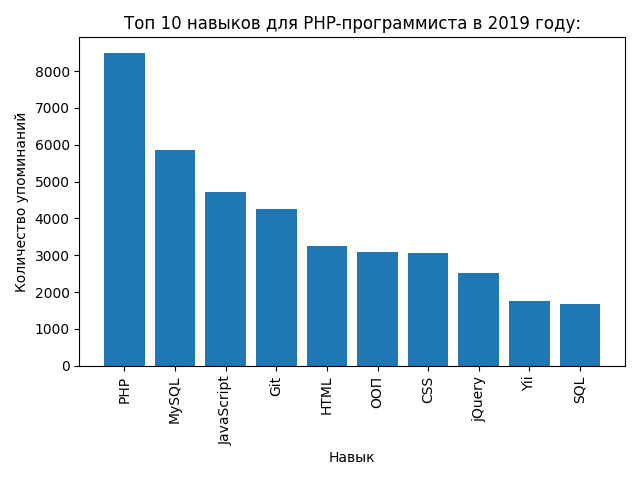 Топ 10 навыков для PHP-программиста в 2019 году:
Количество упоминаний
8000
7000
6000
5000
4000
3000
2000
1000
0
PHP
MySQL
JavaScript
Git
HTML
ООП
CSS
jQuery
Yii
SQL
Навык